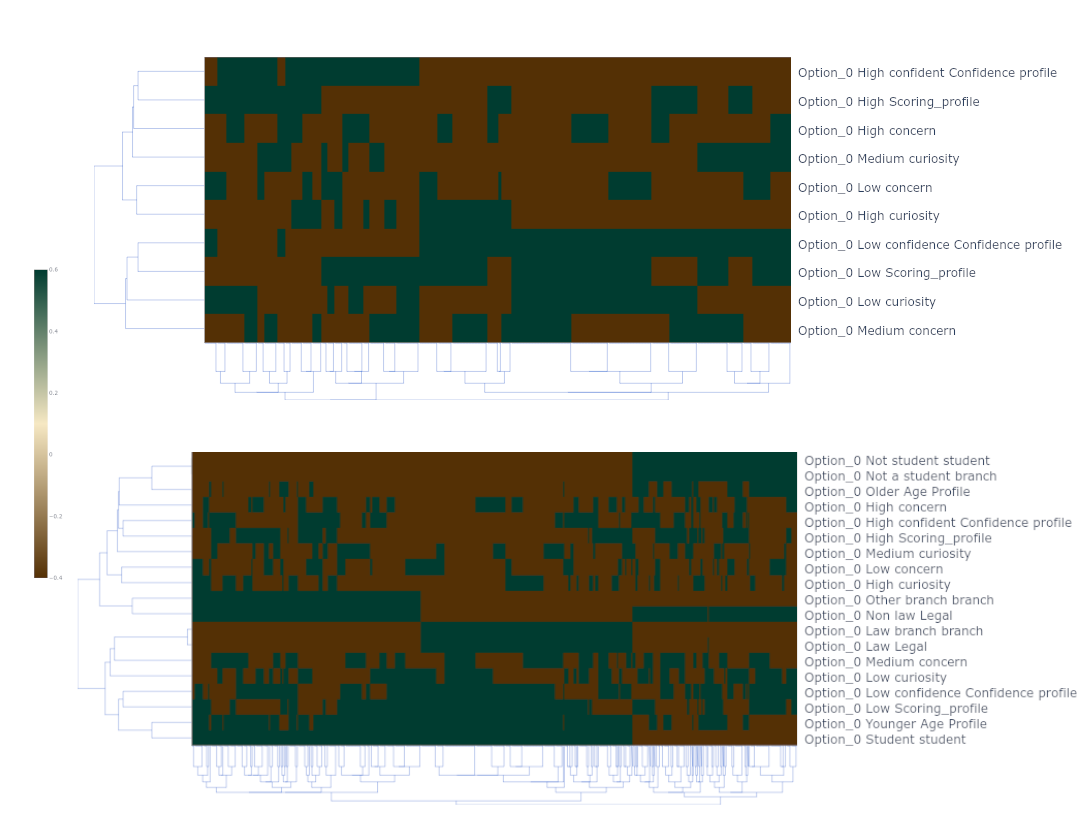 Option_0 High confident Confidence profile
Option_0 High Scoring_profile
Option_0 High concern
Option_0 Medium curiosity
Option_0 Low concern
Option_0 High curiosity
Option_0 Low confidence Confidence profile
Option_0 Low Scoring_profile
Option_0 Low curiosity
Option_0 Medium concern
0.6
0.4
0.2
0
−0.2
−0.4
Option_0 Not student student
Option_0 Not a student branch
Option_0 Older Age Profile
Option_0 High concern
Option_0 High confident Confidence profile
Option_0 High Scoring_profile
Option_0 Medium curiosity
Option_0 Low concern
Option_0 High curiosity
Option_0 Other branch branch
Option_0 Non law Legal
Option_0 Law branch branch
Option_0 Law Legal
Option_0 Medium concern
Option_0 Low curiosity
Option_0 Low confidence Confidence profile
Option_0 Low Scoring_profile
Option_0 Younger Age Profile
Option_0 Student student